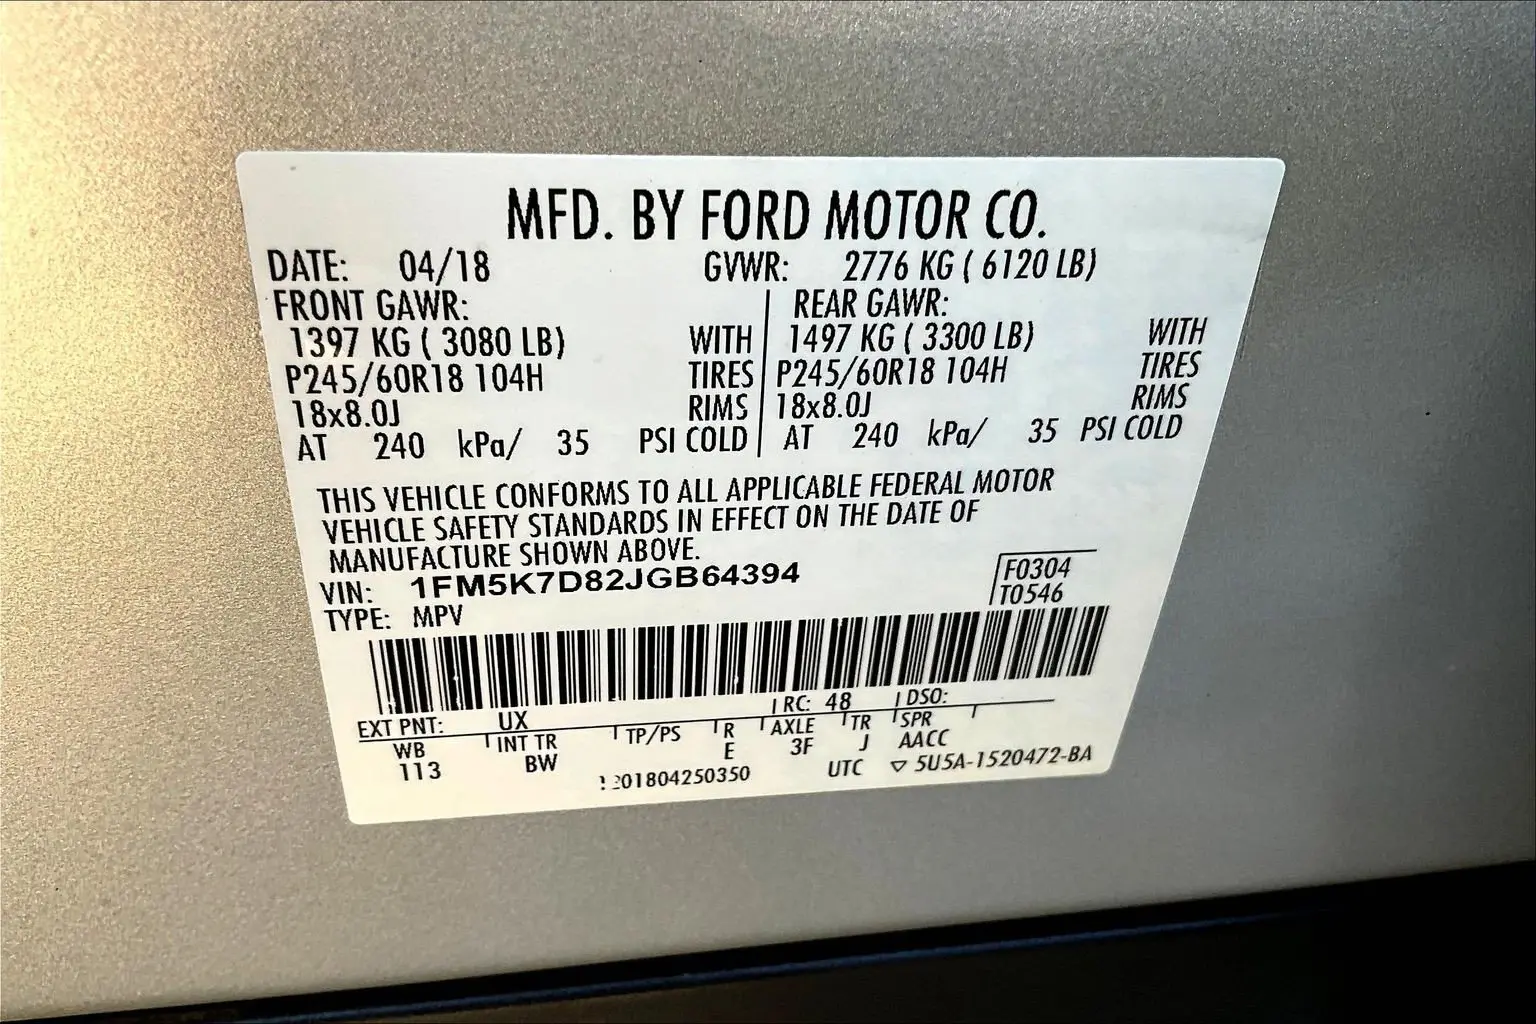 MFD. BY FORD MOTOR CO.
DATE: 04/18 GVWR: 2776 KG ( 6120 LB)
FRONT GAWR: REAR GAWR:
1397 KG ( 3080 LB) WITH 1497 KG ( 3300 LB) WITH
P245/60R18 104H TIRES P245/60R18 104H TIRES
18x8.0J RIMS 18x8.0J RIMS
AT 240 kPa/ 35 PSI COLD AT 240 kPa/ 35 PSI COLD
THIS VEHICLE CONFORMS TO ALL APPLICABLE FEDERAL MOTOR
VEHICLE SAFETY STANDARDS IN EFFECT ON THE DATE OF
MANUFACTURE SHOWN ABOVE.
VIN: 1FM5K7D82JGB64394 F0304
TYPE: MPV T0546
EXT PNT: UX RC: 48 DSO:
WB INT TR TP/PS R AXLE TR SPR
113 BW E 3F J AACC
201804250350 UTC ▽ 5U5A-1520472-BA